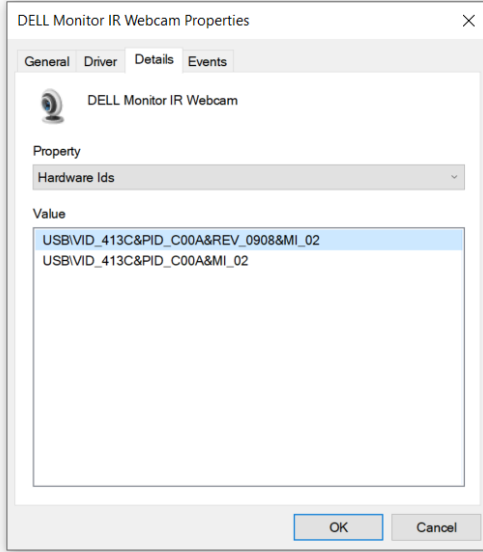 DELL Monitor IR Webcam Properties
General Driver Details Events
DELL Monitor IR Webcam
Property
Hardware Ids
Value
USB\VID_413C&PID_C00A&REV_0908&MI_02
USB\VID_413C&PID_C00A&MI_02
OK Cancel